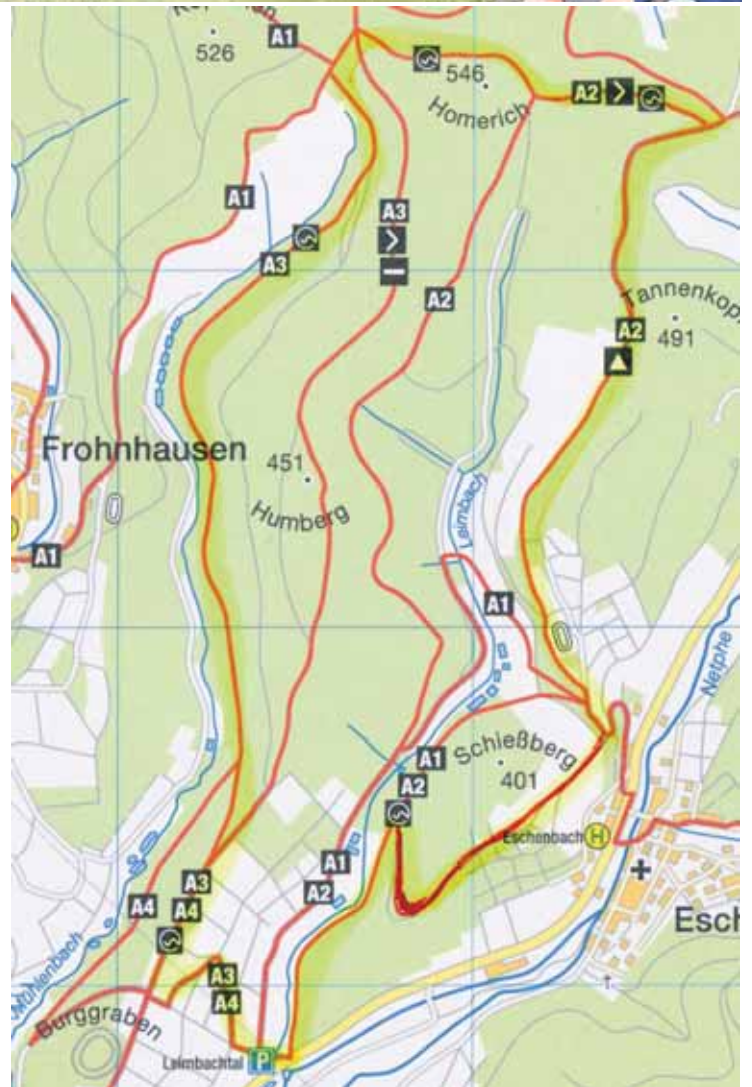 A1
526
546
Homerich
A2
A1
A3
A3
A2
Tannenkopf
A2
491
Frohnhausen
451
Humberg
Leimbach
A1
A1
Netphe
Schießberg
401
A1
A2
Eschenbach
H
A1
A2
A3
A4
A4
Esch
A3
A4
Mühlenbach
Burggraben
Leimbachtal
P